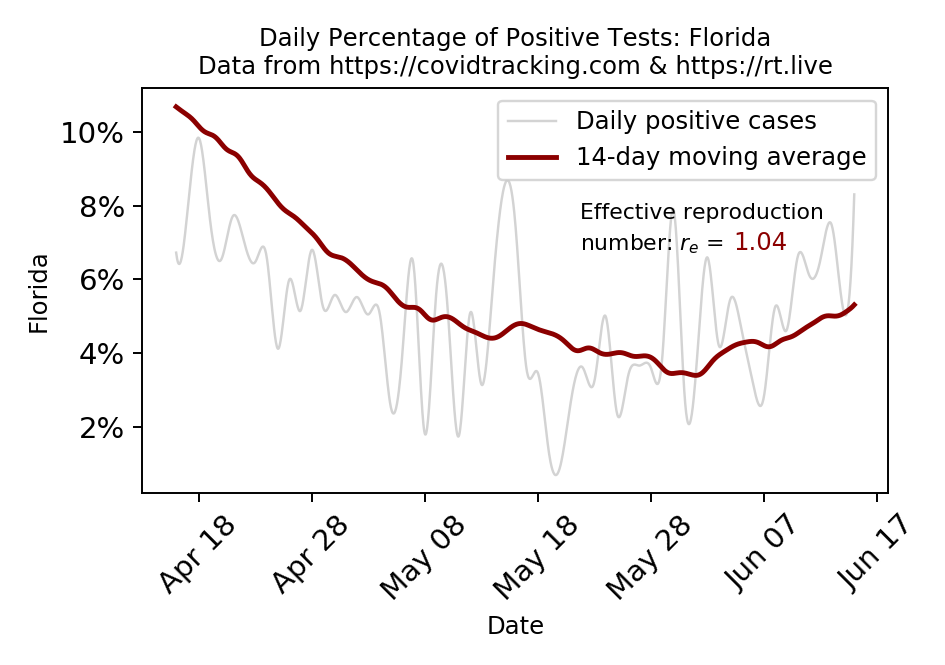 Daily Percentage of Positive Tests: Florida
Data from https://covidtracking.com & https://rt.live
Daily positive cases
14-day moving average
Effective reproduction
number: rₑ = 1.04
10%
8%
6%
4%
2%
Florida
Apr 18
Apr 28
May 08
May 18
May 28
Jun 07
Jun 17
Date